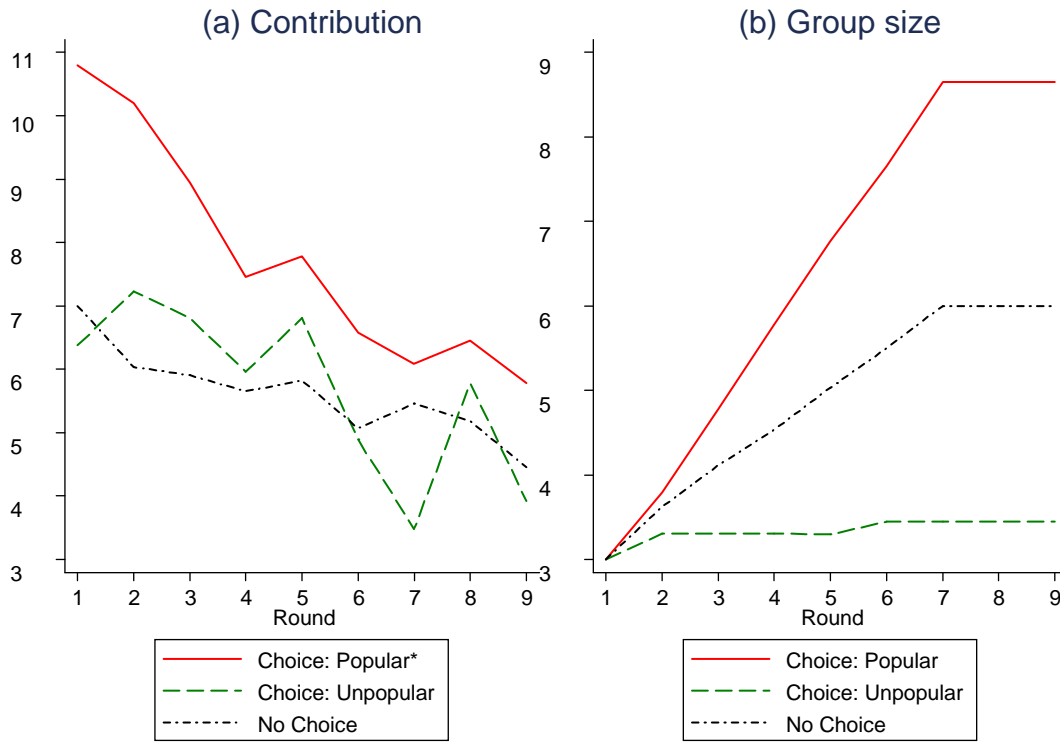 (a) Contribution
11
10
9
8
7
6
5
4
3
1 2 3 4 5 6 7 8 9
Round
Choice: Popular*
Choice: Unpopular
No Choice
(b) Group size
9
8
7
6
5
4
3
1 2 3 4 5 6 7 8 9
Round
Choice: Popular
Choice: Unpopular
No Choice